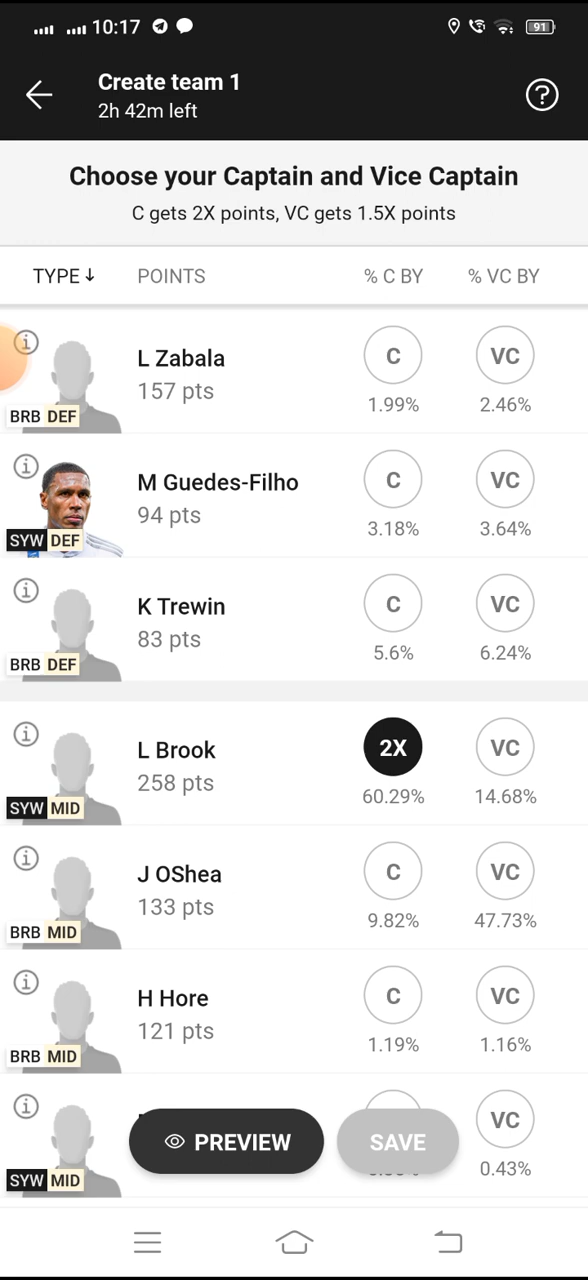 10:17
91
Create team 1
2h 42m left
Choose your Captain and Vice Captain
C gets 2X points, VC gets 1.5X points
TYPE↓ POINTS % C BY % VC BY
L Zabala
157 pts
BRB DEF
C VC
1.99% 2.46%
M Guedes-Filho
94 pts
SYW DEF
C VC
3.18% 3.64%
K Trewin
83 pts
BRB DEF
C VC
5.6% 6.24%
L Brook
258 pts
SYW MID
2X VC
60.29% 14.68%
J OShea
133 pts
BRB MID
C VC
9.82% 47.73%
H Hore
121 pts
BRB MID
C VC
1.19% 1.16%
VC
0.43%
SYW MID
PREVIEW SAVE